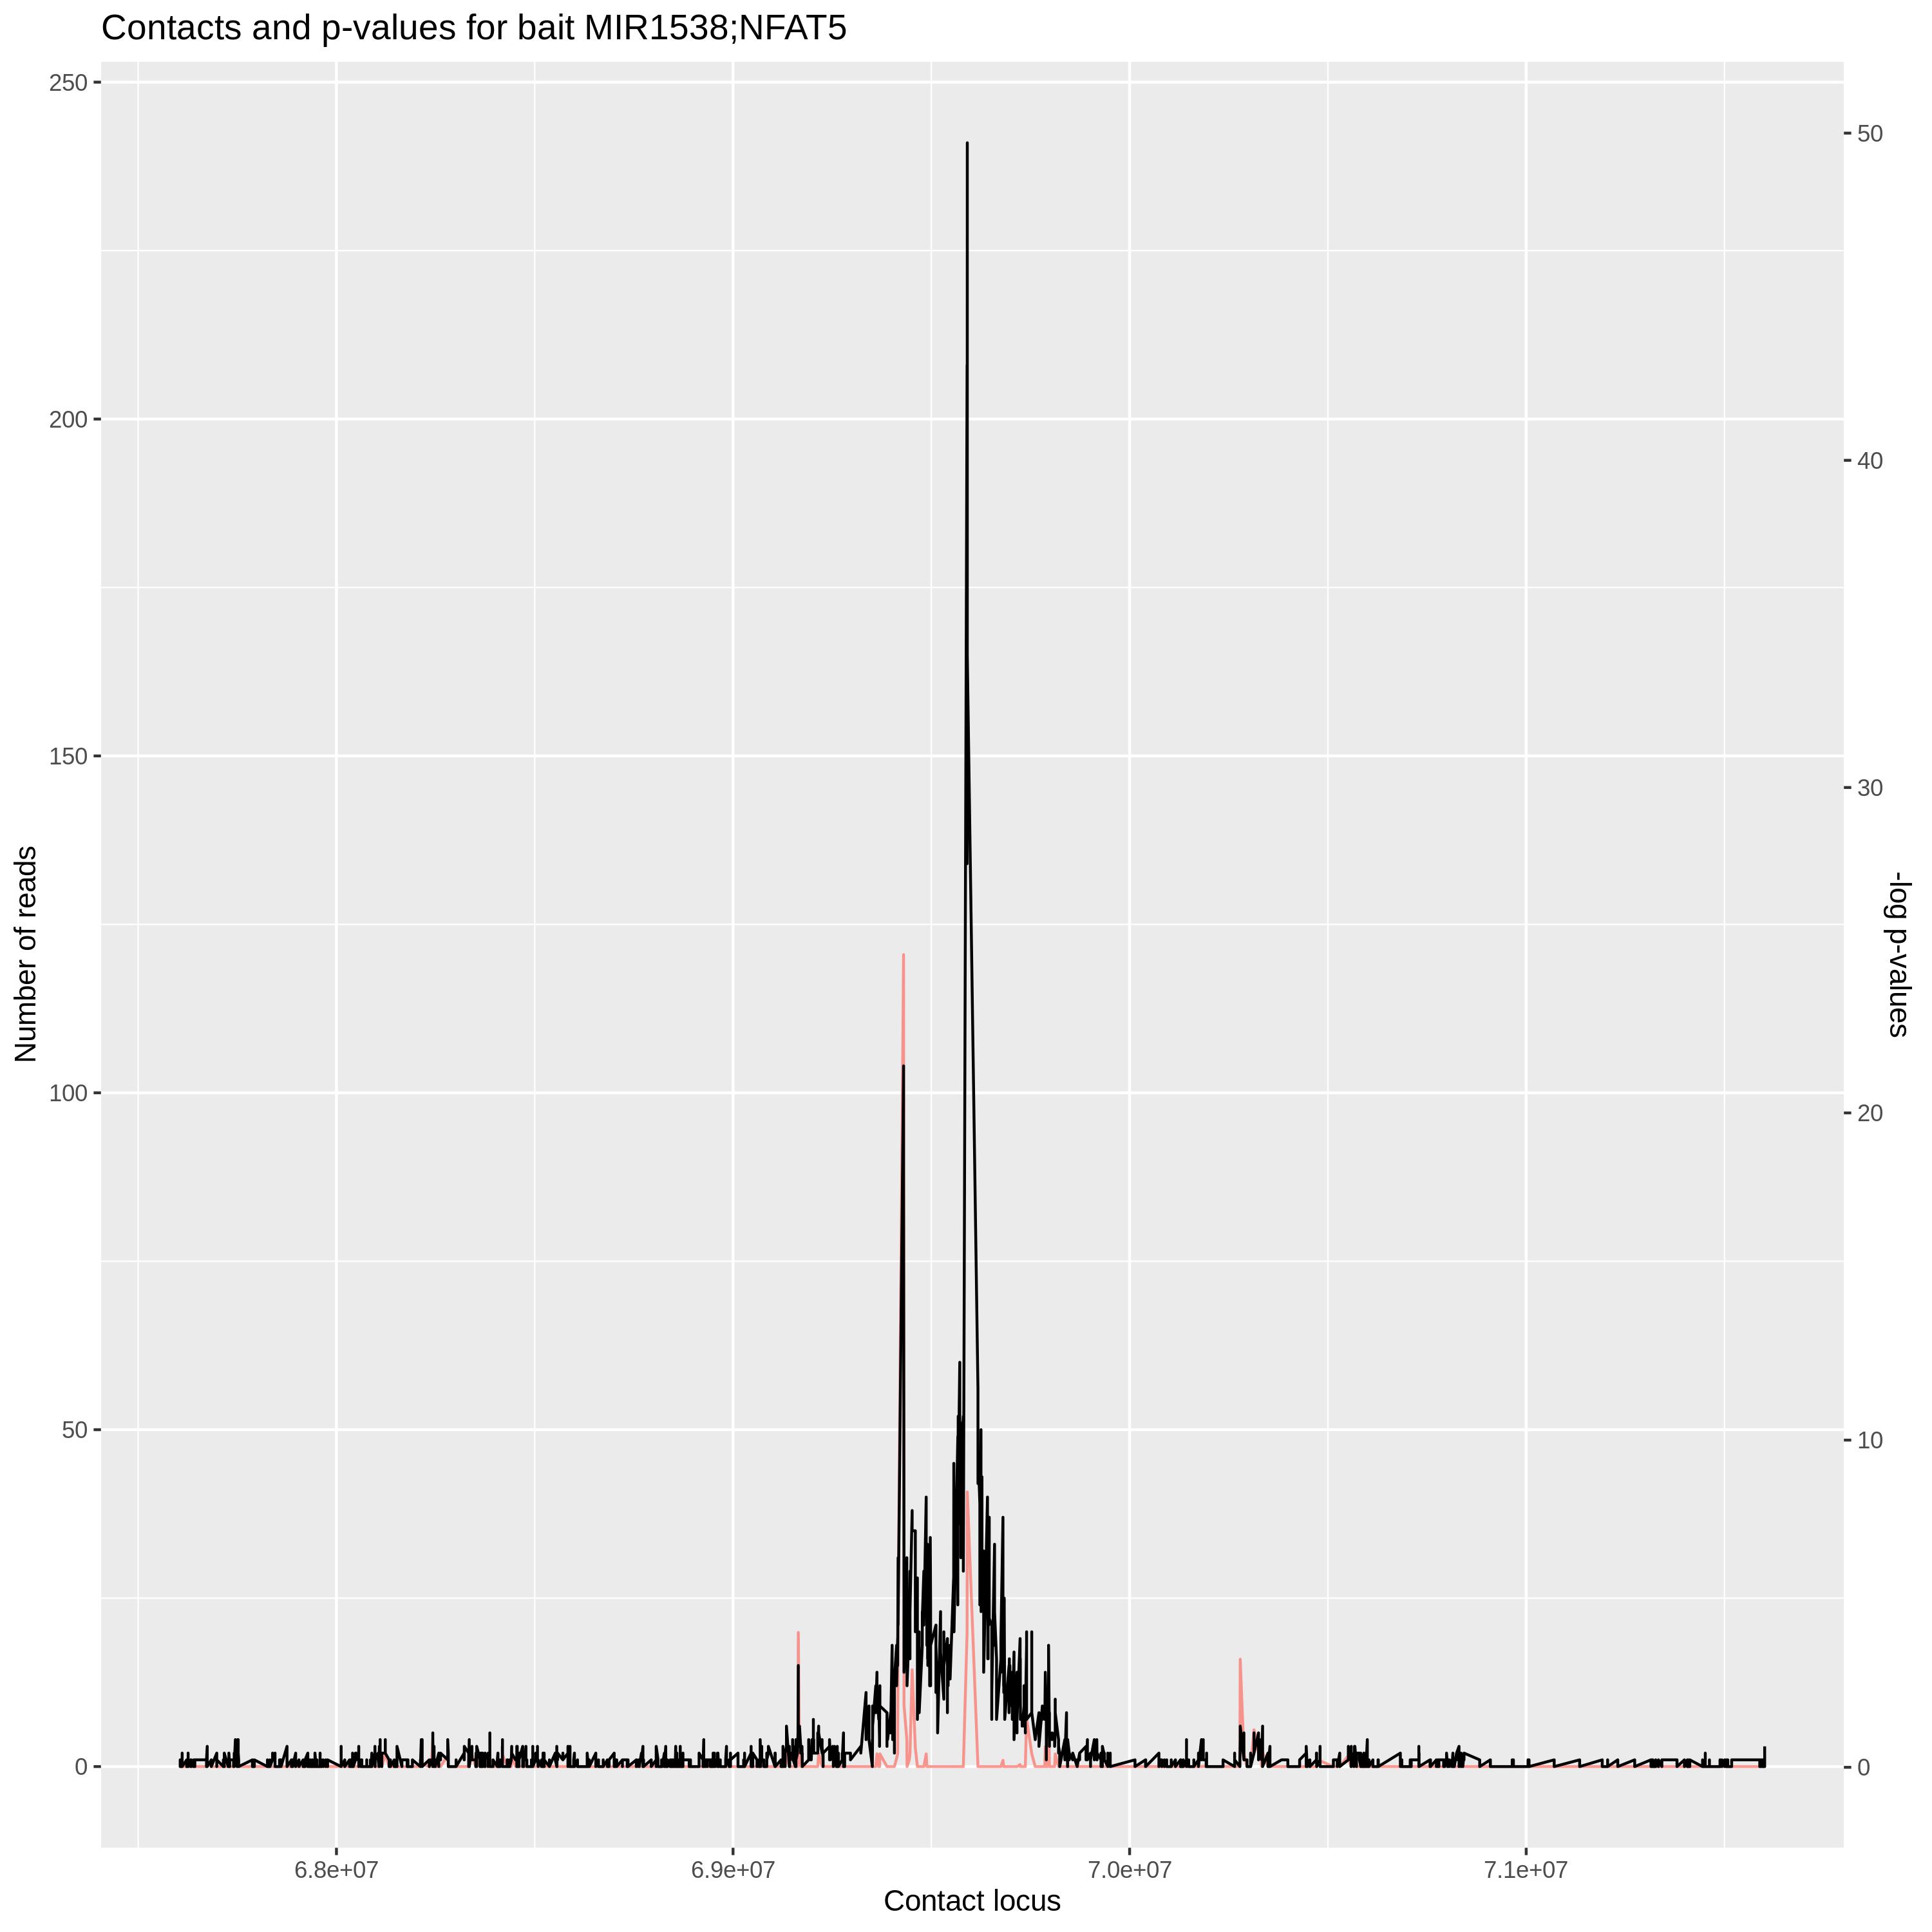 Contacts and p-values for bait MIR1538;NFAT5
250
200
150
100
50
0
Number of reads
50
40
30
20
10
0
-log p-values
6.8e+07
6.9e+07
7.0e+07
7.1e+07
Contact locus